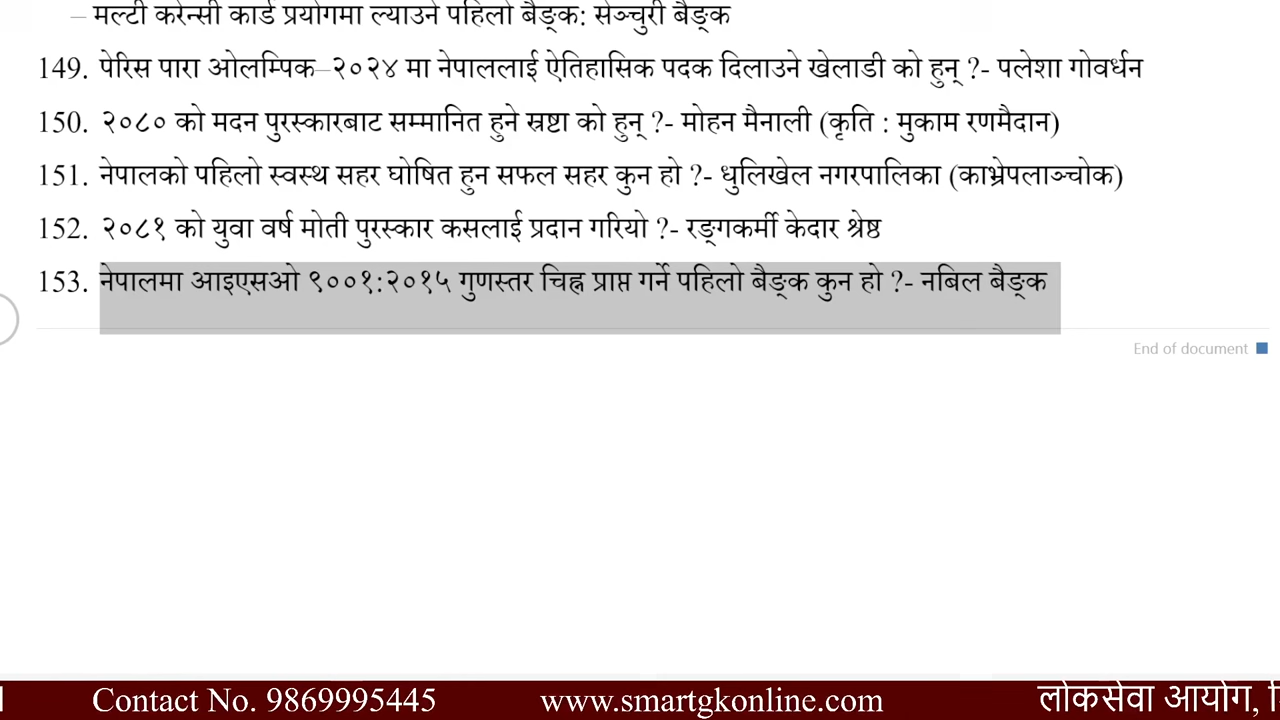 – मल्टी करेन्सी कार्ड प्रयोगमा ल्याउने पहिलो बैङ्क: सेञ्चुरी बैङ्क
149. पेरिस पारा ओलम्पिक–२०२४ मा नेपाललाई ऐतिहासिक पदक दिलाउने खेलाडी को हुन् ?- पलेशा गोवर्धन
150. २०८० को मदन पुरस्कारबाट सम्मानित हुने स्रष्टा को हुन् ?- मोहन मैनाली (कृति : मुकाम रणमैदान)
151. नेपालको पहिलो स्वस्थ सहर घोषित हुन सफल सहर कुन हो ?- धुलिखेल नगरपालिका (काभ्रेपलाञ्चोक)
152. २०८१ को युवा वर्ष मोती पुरस्कार कसलाई प्रदान गरियो ?- रङ्गकर्मी केदार श्रेष्ठ
153. नेपालमा आइएसओ ९००१:२०१५ गुणस्तर चिह्न प्राप्त गर्ने पहिलो बैङ्क कुन हो ?- नबिल बैङ्क
End of document
Contact No. 9869995445 www.smartgkonline.com लोकसेवा आयोग,